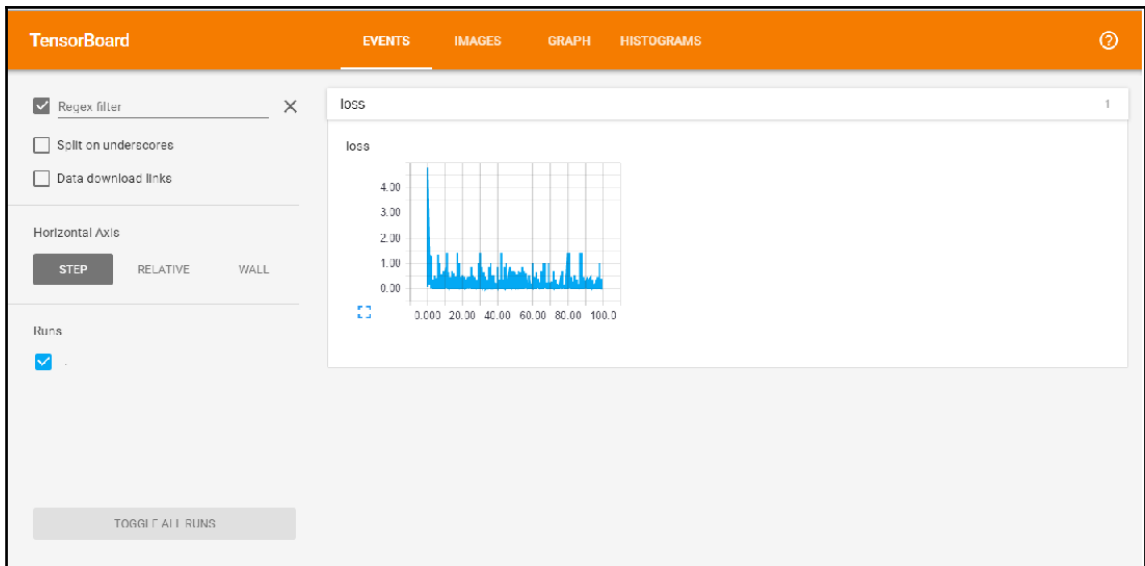 TensorBoard EVENTS IMAGES GRAPH HISTOGRAMS ?
Regex filter
Split on underscores
Data download links
Horizontal Axis
STEP RELATIVE WALL
Runs
.
TOGGLE ALL RUNS
loss 1
loss
4.00
3.00
2.00
1.00
0.00
0.000 20.00 40.00 60.00 80.00 100.0